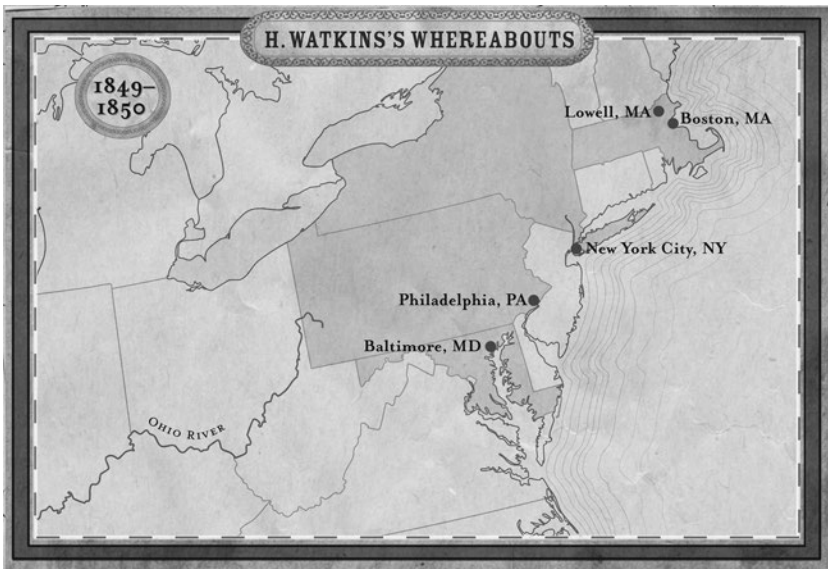 H. WATKINS'S WHEREABOUTS
1849–
1850
Lowell, MA
Boston, MA
New York City, NY
Philadelphia, PA
Baltimore, MD
OHIO RIVER